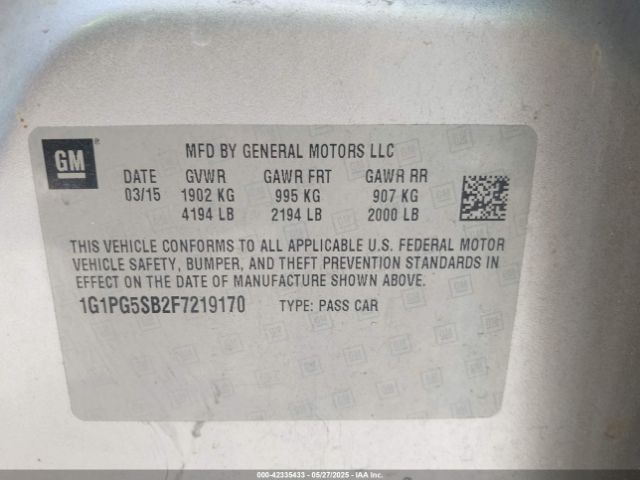 GM
MFD BY GENERAL MOTORS LLC
DATE GVWR GAWR FRT GAWR RR
03/15 1902 KG 995 KG 907 KG
4194 LB 2194 LB 2000 LB
THIS VEHICLE CONFORMS TO ALL APPLICABLE U.S. FEDERAL MOTOR
VEHICLE SAFETY, BUMPER, AND THEFT PREVENTION STANDARDS IN
EFFECT ON THE DATE OF MANUFACTURE SHOWN ABOVE.
1G1PG5SB2F7219170 TYPE: PASS CAR
000-42335433 - 05/27/2025 - IAAI.COM